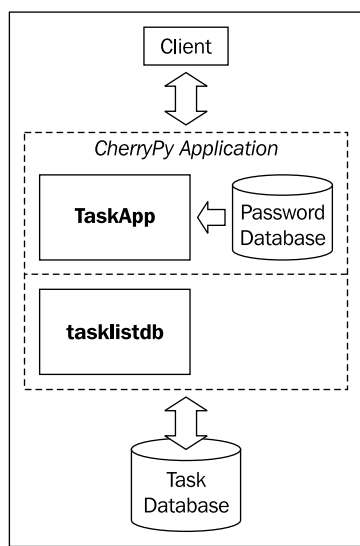 Client
CherryPy Application
TaskApp
Password
Database
tasklistdb
Task
Database